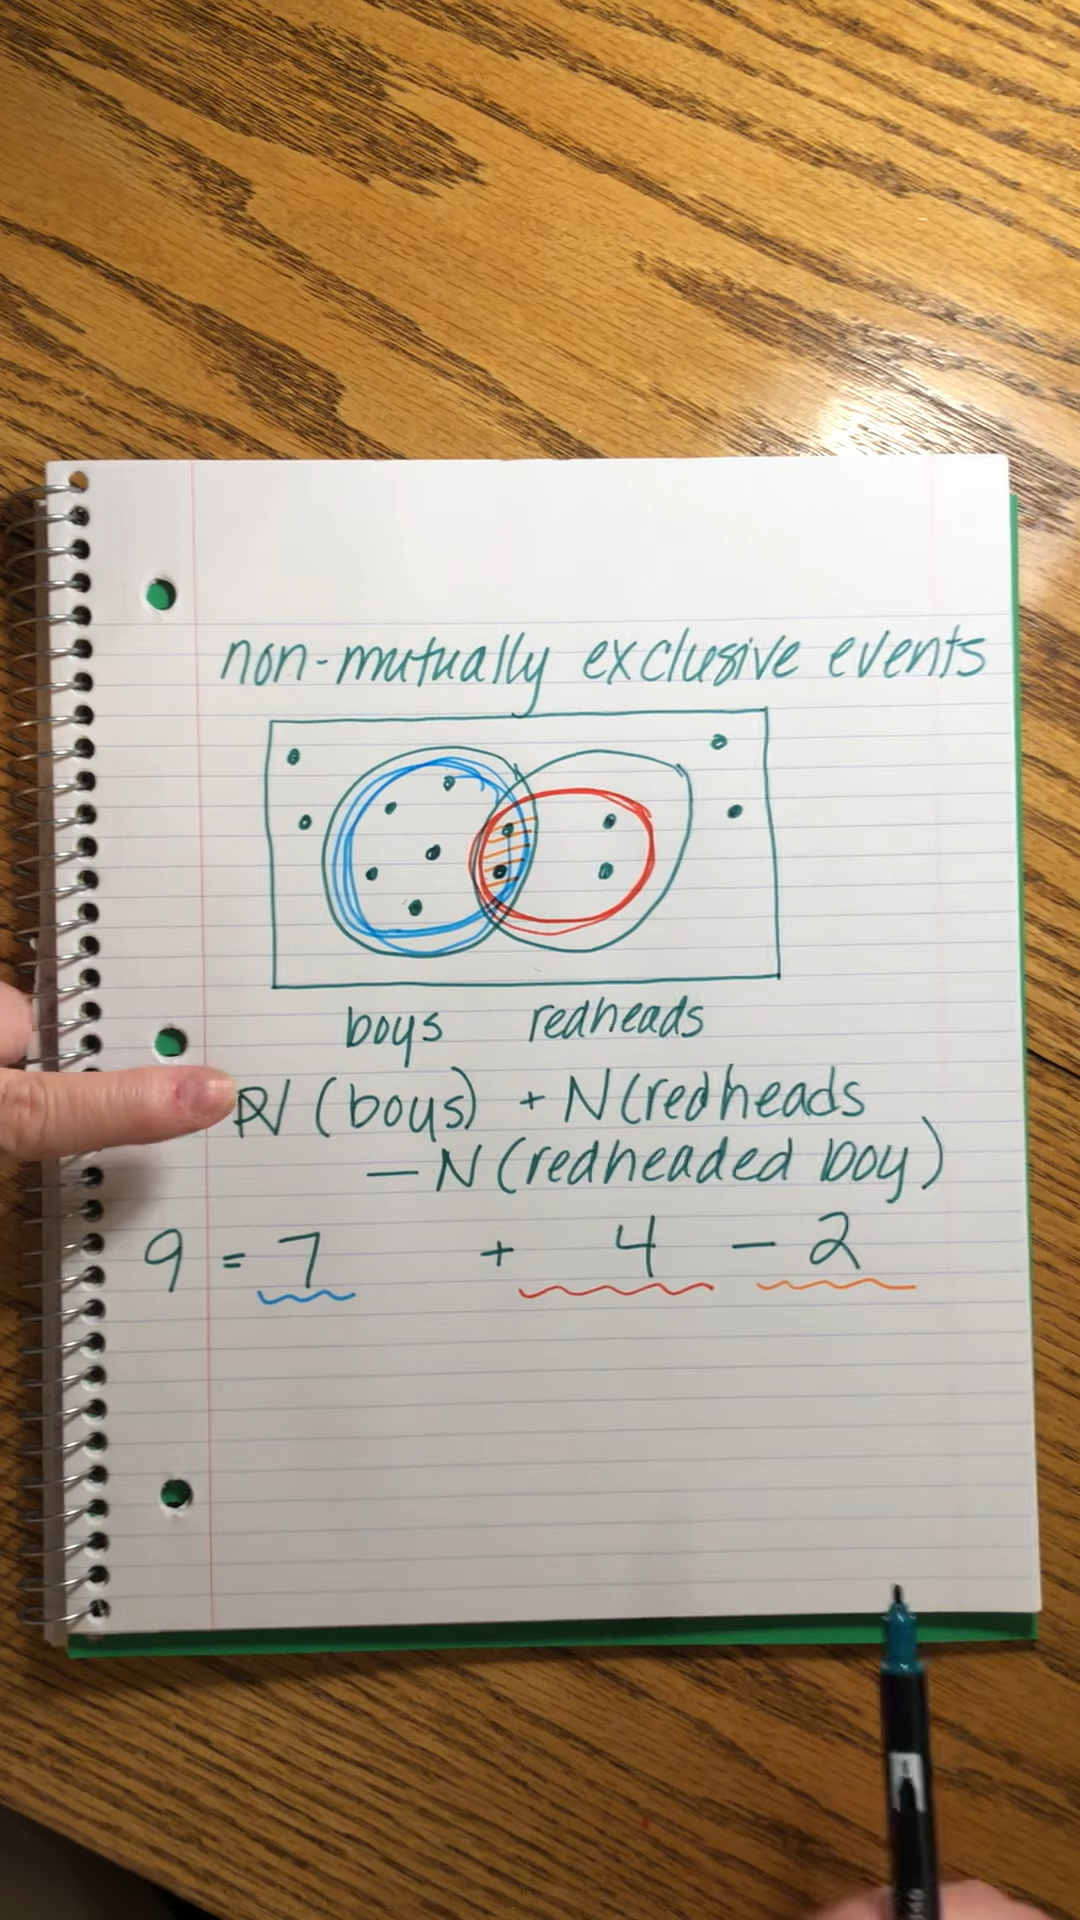 non-mutually exclusive events
boys redheads
N (boys) + N(redheads
— N (redheaded boy)
9 = 7 + 4 - 2